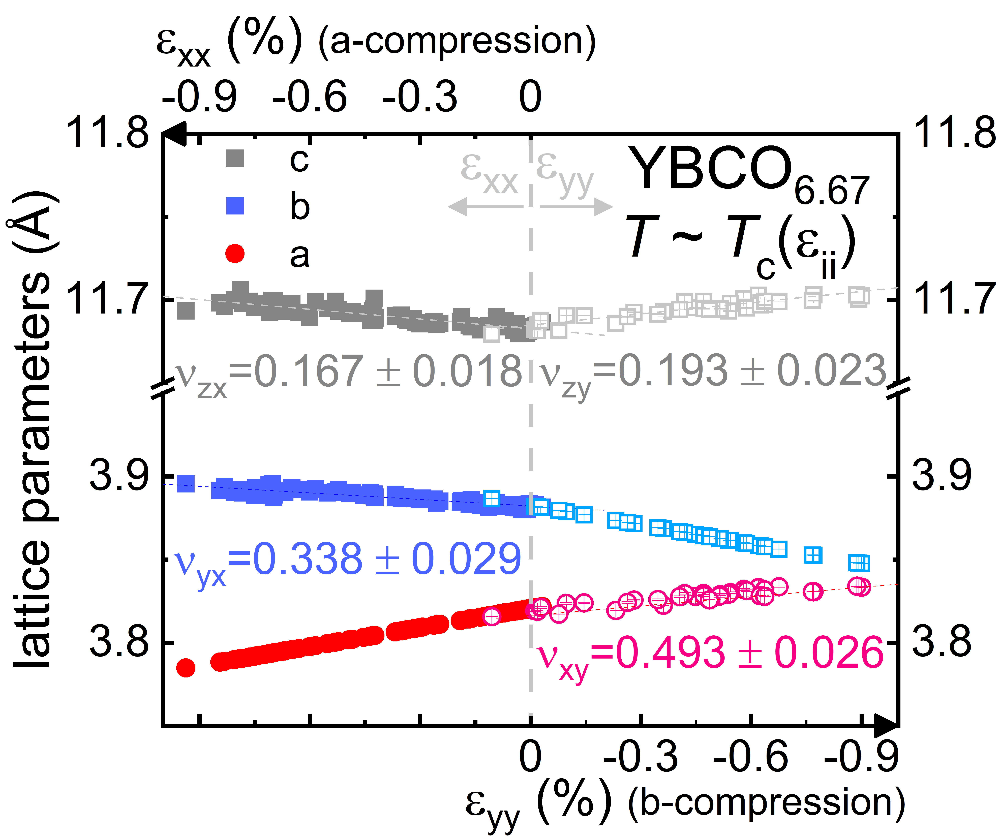 εxx (%) (a-compression)
-0.9 -0.6 -0.3 0
11.8 11.8
c
b
a
εxx εyy
YBCO6.67
T ~ Tc(εii)
11.7 11.7
νzx=0.167 ± 0.018 νzy=0.193 ± 0.023
lattice parameters (Å)
3.9 3.9
νyx=0.338 ± 0.029
3.8 3.8
νxy=0.493 ± 0.026
0 -0.3 -0.6 -0.9
εyy (%) (b-compression)